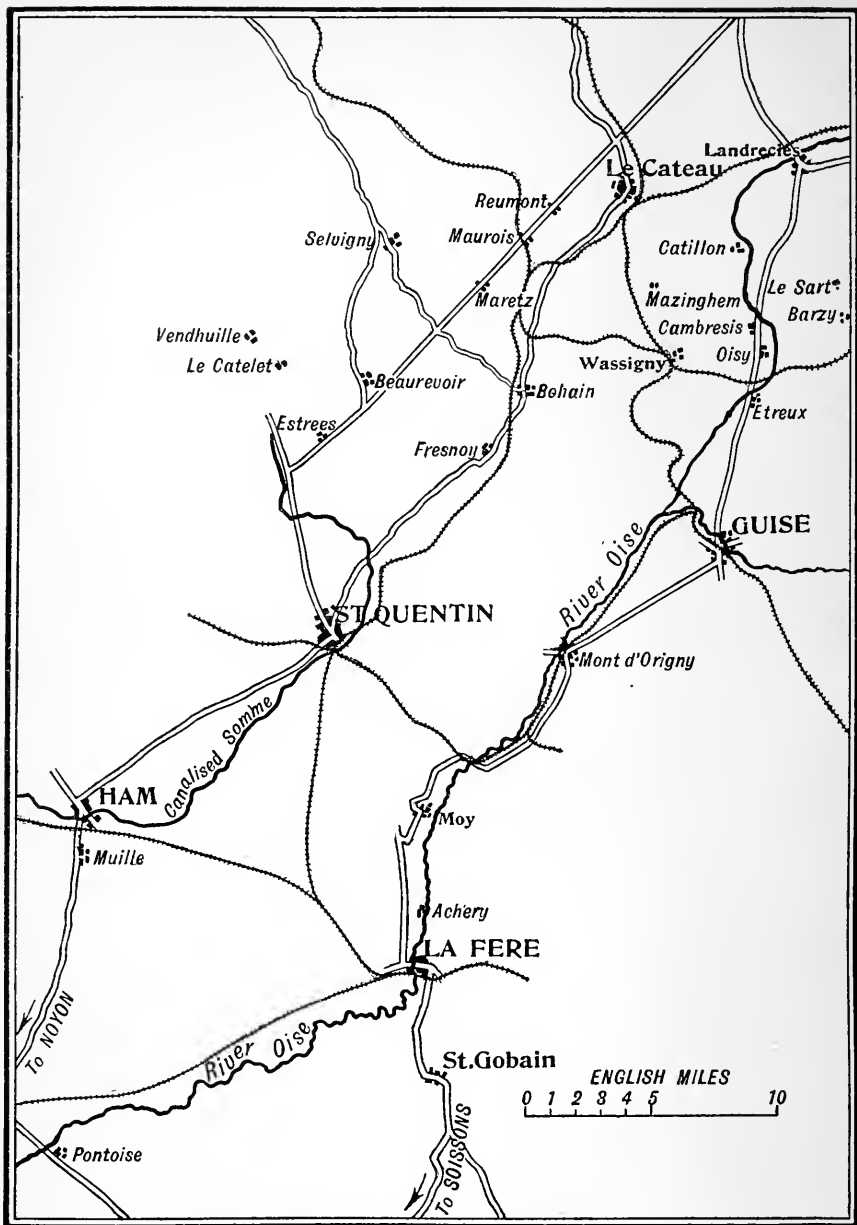 Landrecies
Le Cateau
Reumont
Selvigny
Maurois
Catillon
Maretz
Mazinghem
Le Sart
Barzy
Cambresis
Vendhuille
Le Catelet
Wassigny
Oisy
Beaurevoir
Bohain
Etreux
Estrees
Fresnoy
GUISE
River Oise
ST. QUENTIN
Mont d'Origny
Canalised Somme
HAM
Moy
Muille
Achery
LA FERE
To NOYON
River Oise
St. Gobain
ENGLISH MILES
0 1 2 3 4 5 10
Pontoise
To SOISSONS